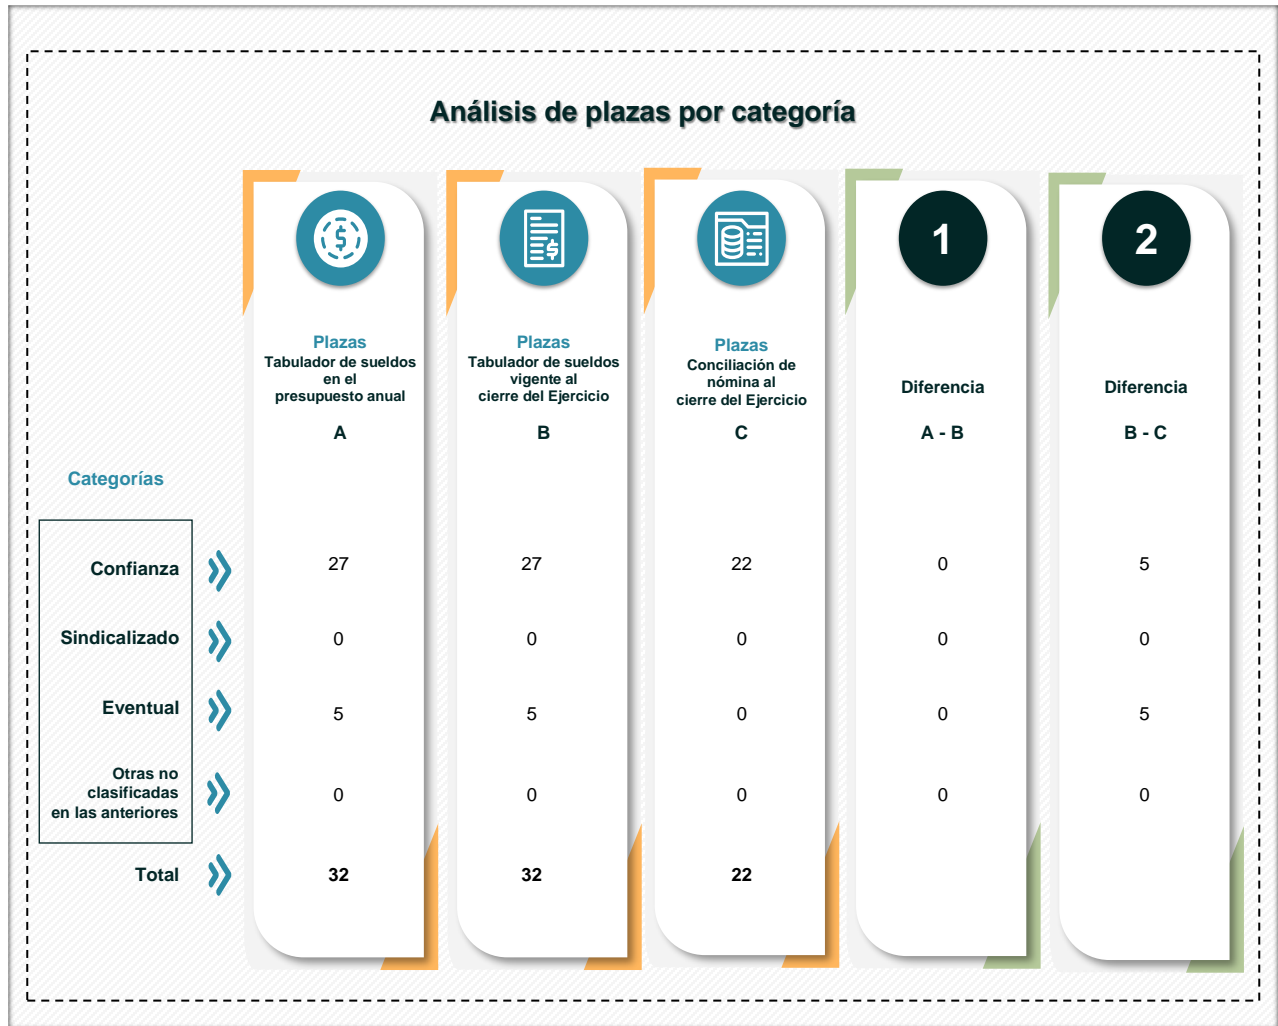 Análisis de plazas por categoría
1
2
Plazas
Tabulador de sueldos
en el
presupuesto anual
A
Plazas
Tabulador de sueldos
vigente al
cierre del Ejercicio
B
Plazas
Conciliación de
nómina al
cierre del Ejercicio
C
Diferencia
A - B
Diferencia
B - C
Categorías
Confianza 27 27 22 0 5
Sindicalizado 0 0 0 0 0
Eventual 5 5 0 0 5
Otras no
clasificadas
en las anteriores 0 0 0 0 0
Total 32 32 22